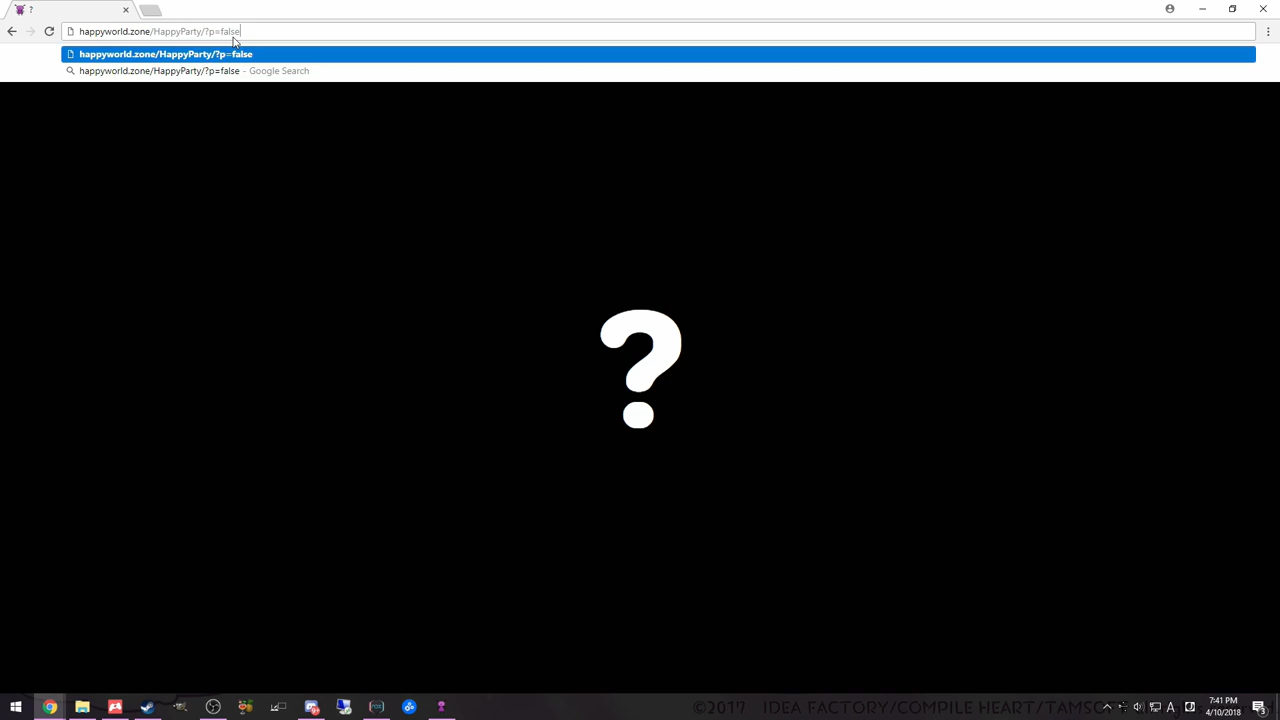 ?
happyworld.zone/HappyParty/?p=false
happyworld.zone/HappyParty/?p=false
happyworld.zone/HappyParty/?p=false - Google Search
?
©2017 IDEA FACTORY/COMPILE HEART/TAMSOFT
A
7:41 PM
4/10/2018
3